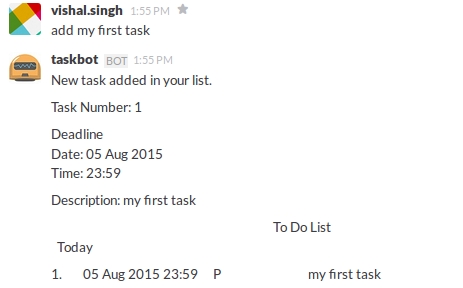 vishal.singh 1:55 PM
add my first task
taskbot BOT 1:55 PM
New task added in your list.
Task Number: 1
Deadline
Date: 05 Aug 2015
Time: 23:59
Description: my first task
To Do List
Today
1. 05 Aug 2015 23:59 P my first task